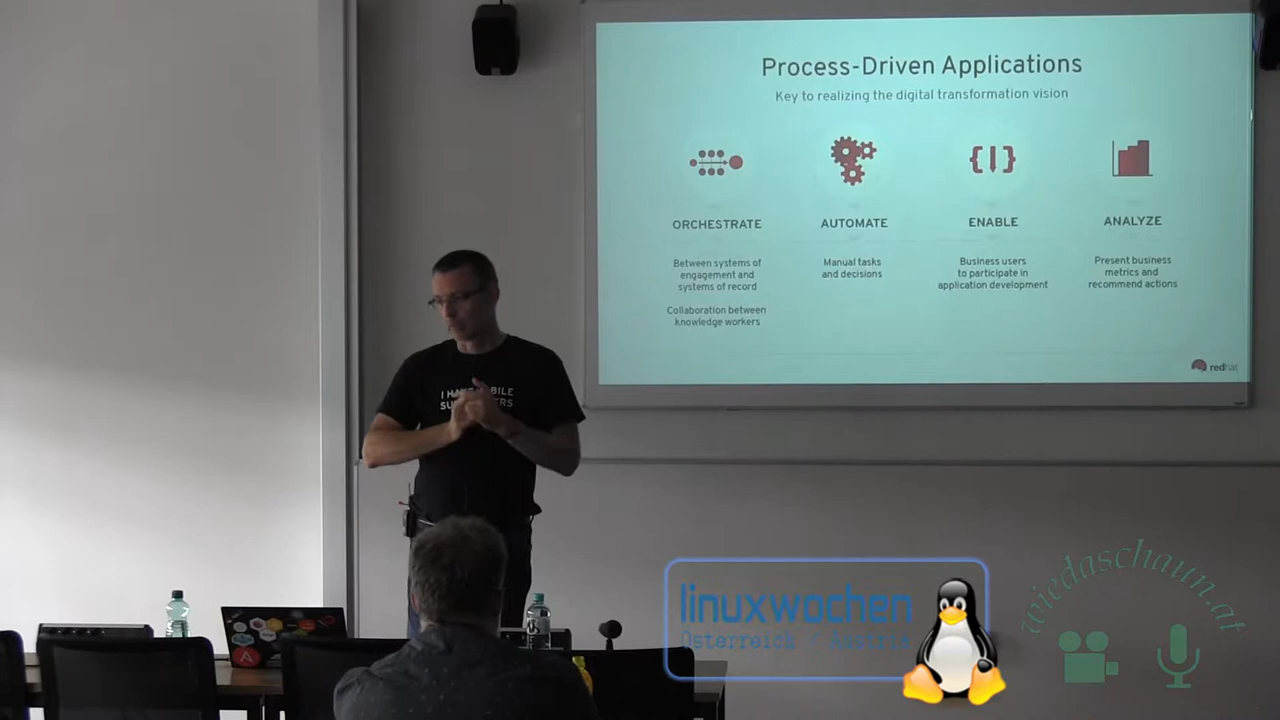 Process-Driven Applications
Key to realizing the digital transformation vision
ORCHESTRATE
Between systems of
engagement and
systems of record
Collaboration between
knowledge workers
AUTOMATE
Manual tasks
and decisions
ENABLE
Business users
to participate in
application development
ANALYZE
Present business
metrics and
recommend actions
redhat
I
linuxwochen
Österreich / Austria
wiedaschaun.at